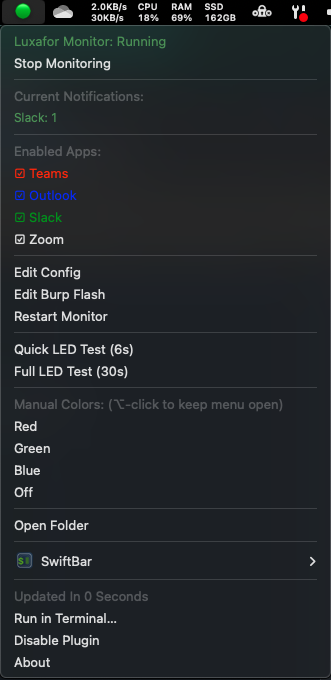 2.0KB/s CPU RAM SSD
30KB/s 18% 69% 162GB
Luxafor Monitor: Running
Stop Monitoring
Current Notifications:
Slack: 1
Enabled Apps:
Teams
Outlook
Slack
Zoom
Edit Config
Edit Burp Flash
Restart Monitor
Quick LED Test (6s)
Full LED Test (30s)
Manual Colors: (⌥-click to keep menu open)
Red
Green
Blue
Off
Open Folder
SwiftBar
Updated In 0 Seconds
Run in Terminal...
Disable Plugin
About